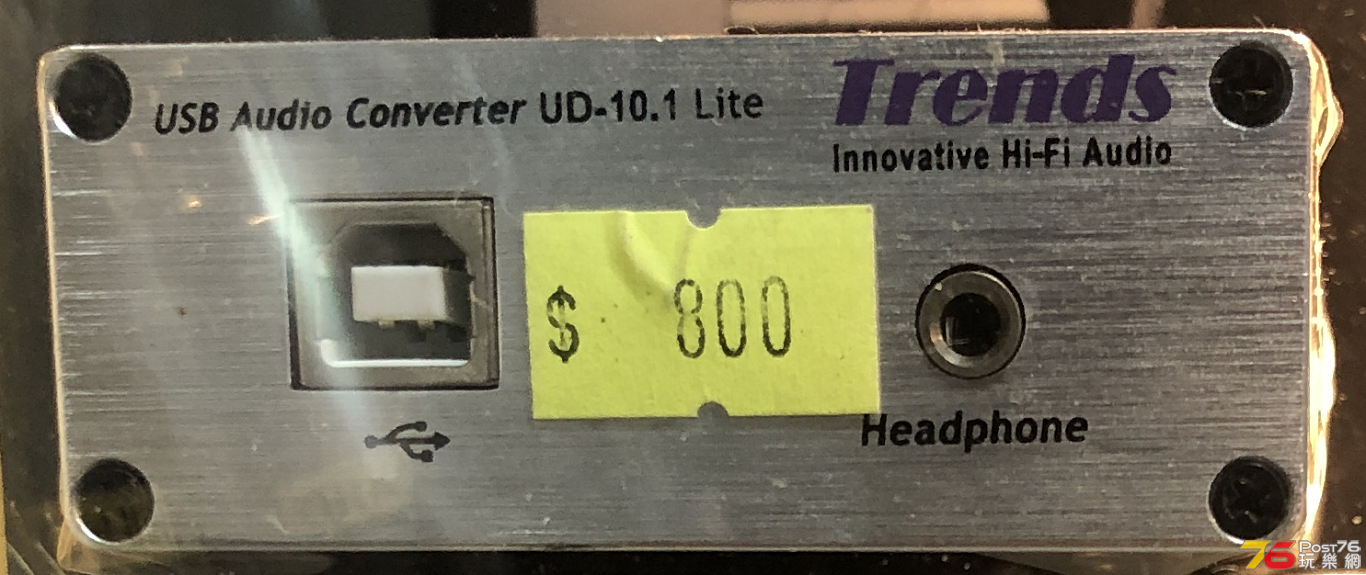 USB Audio Converter UD-10.1 Lite
Trends
Innovative Hi-Fi Audio
$ 800
Headphone
76 Post76
玩樂網